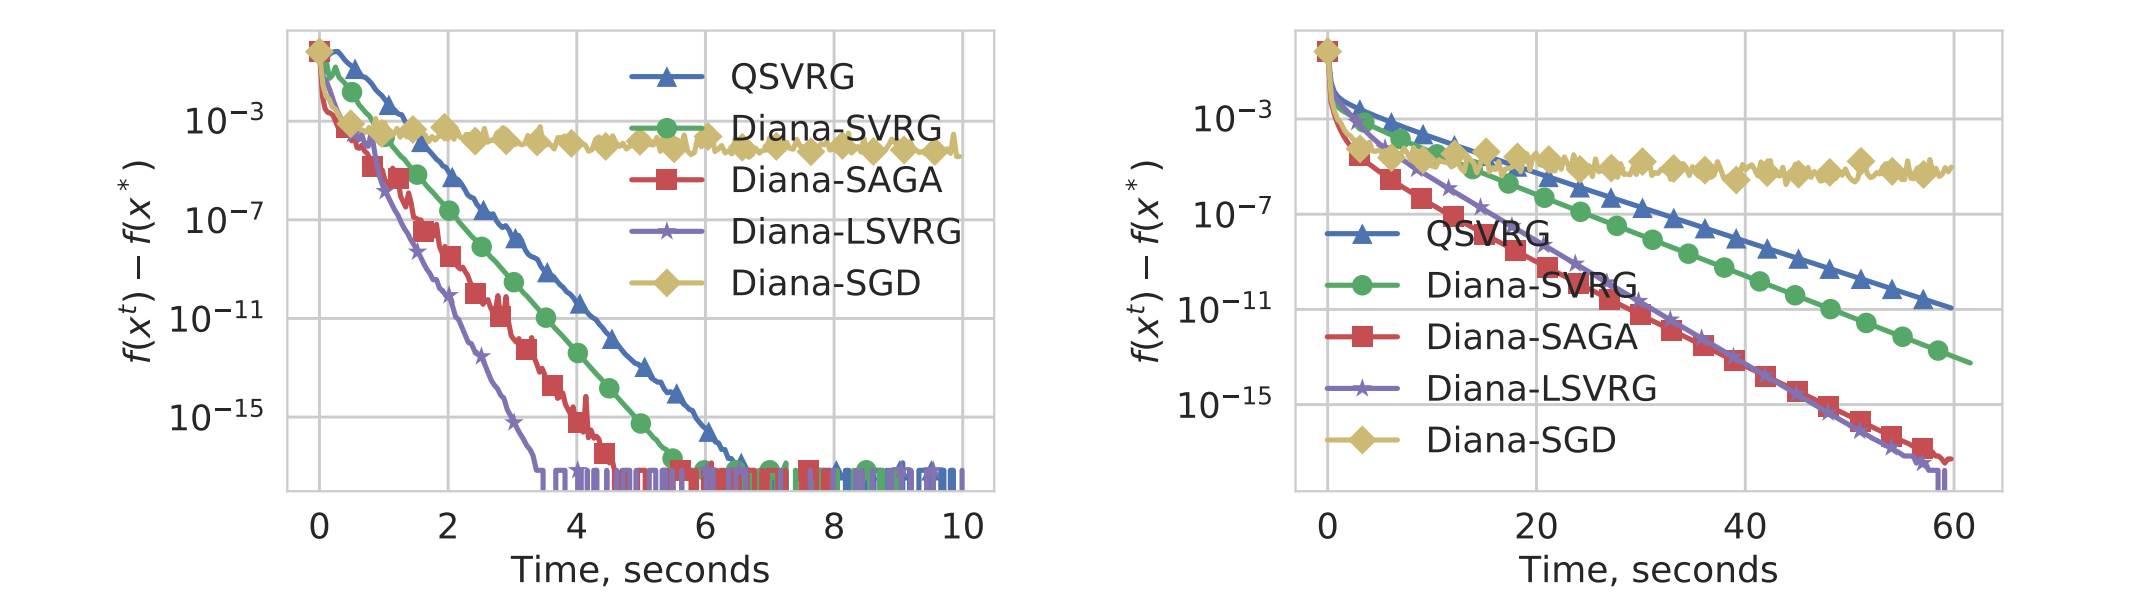 f(x^t) − f(x^*)
10^−3
10^−7
10^−11
10^−15
QSVRG
Diana-SVRG
Diana-SAGA
Diana-LSVRG
Diana-SGD
0 2 4 6 8 10
Time, seconds
f(x^t) − f(x^*)
10^−3
10^−7
10^−11
10^−15
QSVRG
Diana-SVRG
Diana-SAGA
Diana-LSVRG
Diana-SGD
0 20 40 60
Time, seconds